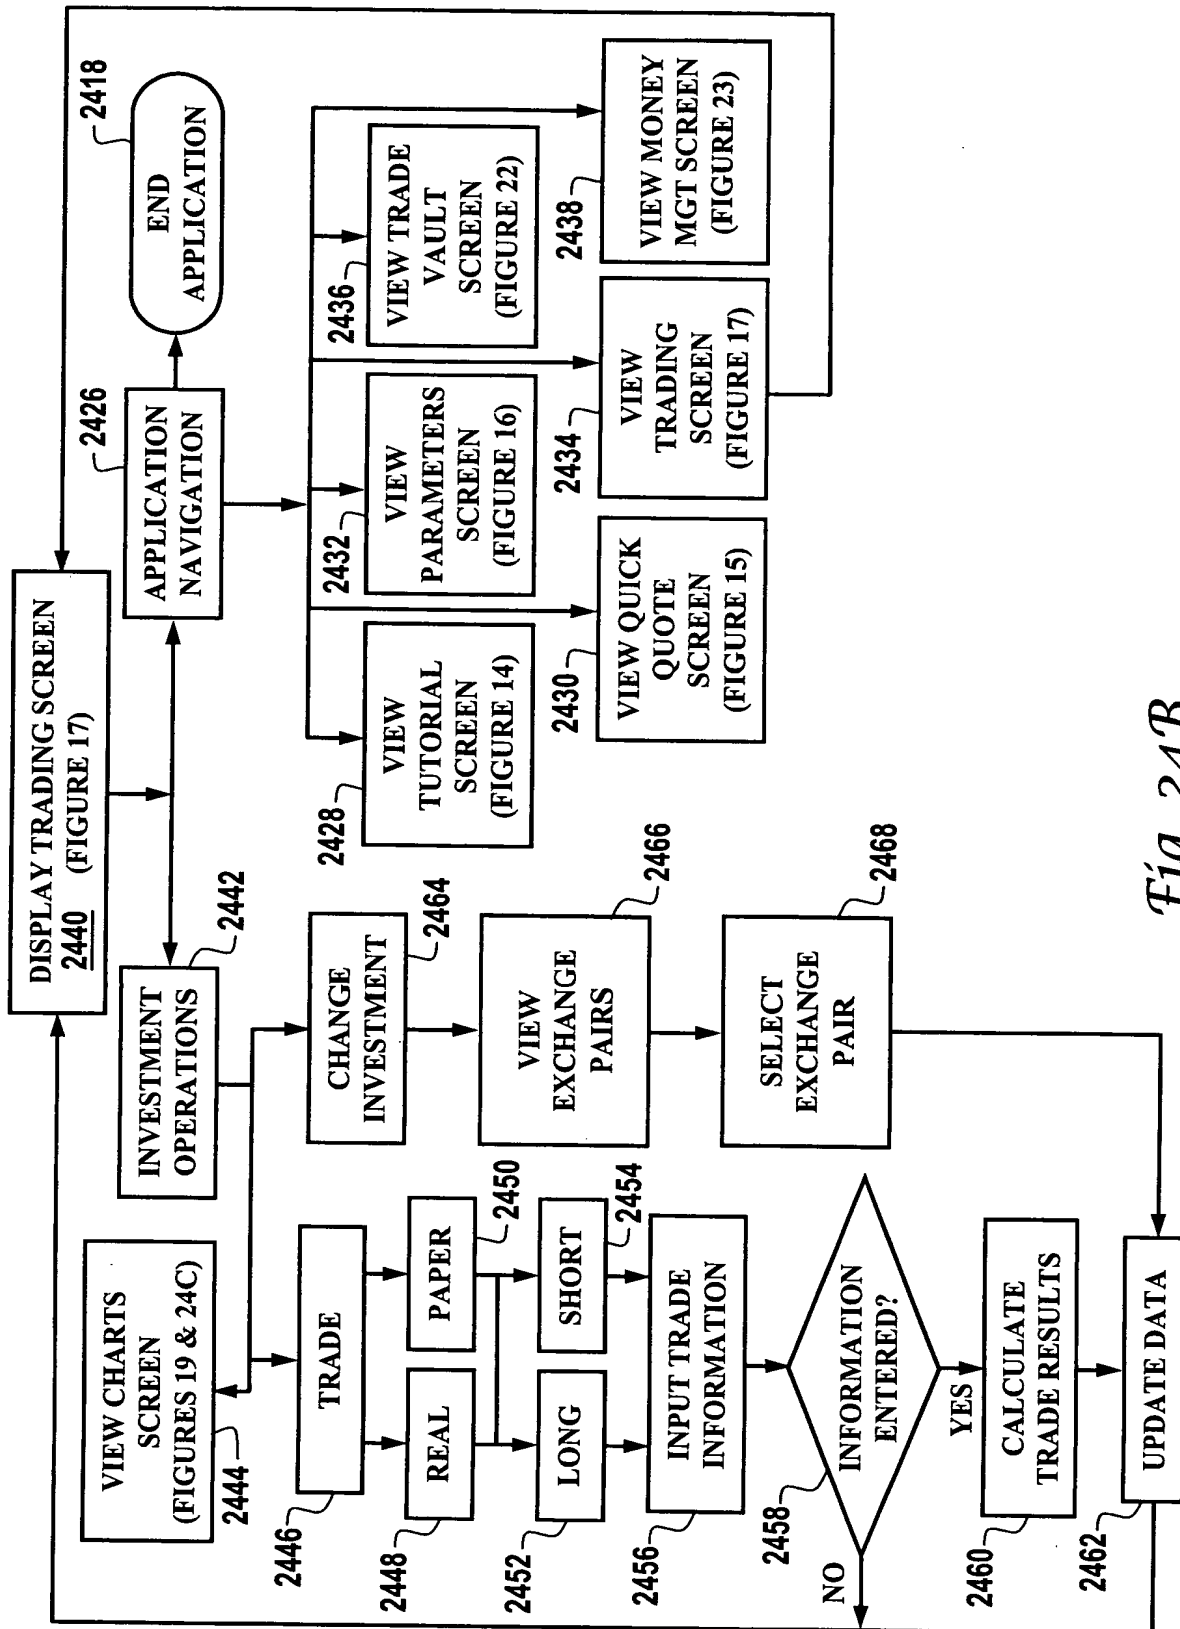 DISPLAY TRADING SCREEN
2440 (FIGURE 17)
INVESTMENT
OPERATIONS
2442
APPLICATION
NAVIGATION
2426
END
APPLICATION
2418
VIEW CHARTS
SCREEN
(FIGURES 19 & 24C)
2444
TRADE
2446
REAL
2448
PAPER
2450
LONG
2452
SHORT
2454
INPUT TRADE
INFORMATION
2456
INFORMATION
ENTERED?
2458
NO
YES
CALCULATE
TRADE RESULTS
2460
UPDATE DATA
2462
CHANGE
INVESTMENT
2464
VIEW
EXCHANGE
PAIRS
2466
SELECT
EXCHANGE
PAIR
2468
VIEW
TUTORIAL
SCREEN
(FIGURE 14)
2428
VIEW
PARAMETERS
SCREEN
(FIGURE 16)
2432
VIEW TRADE
VAULT
SCREEN
(FIGURE 22)
2436
VIEW QUICK
QUOTE
SCREEN
(FIGURE 15)
2430
VIEW
TRADING
SCREEN
(FIGURE 17)
2434
VIEW MONEY
MGT SCREEN
(FIGURE 23)
2438
Fig. 24B